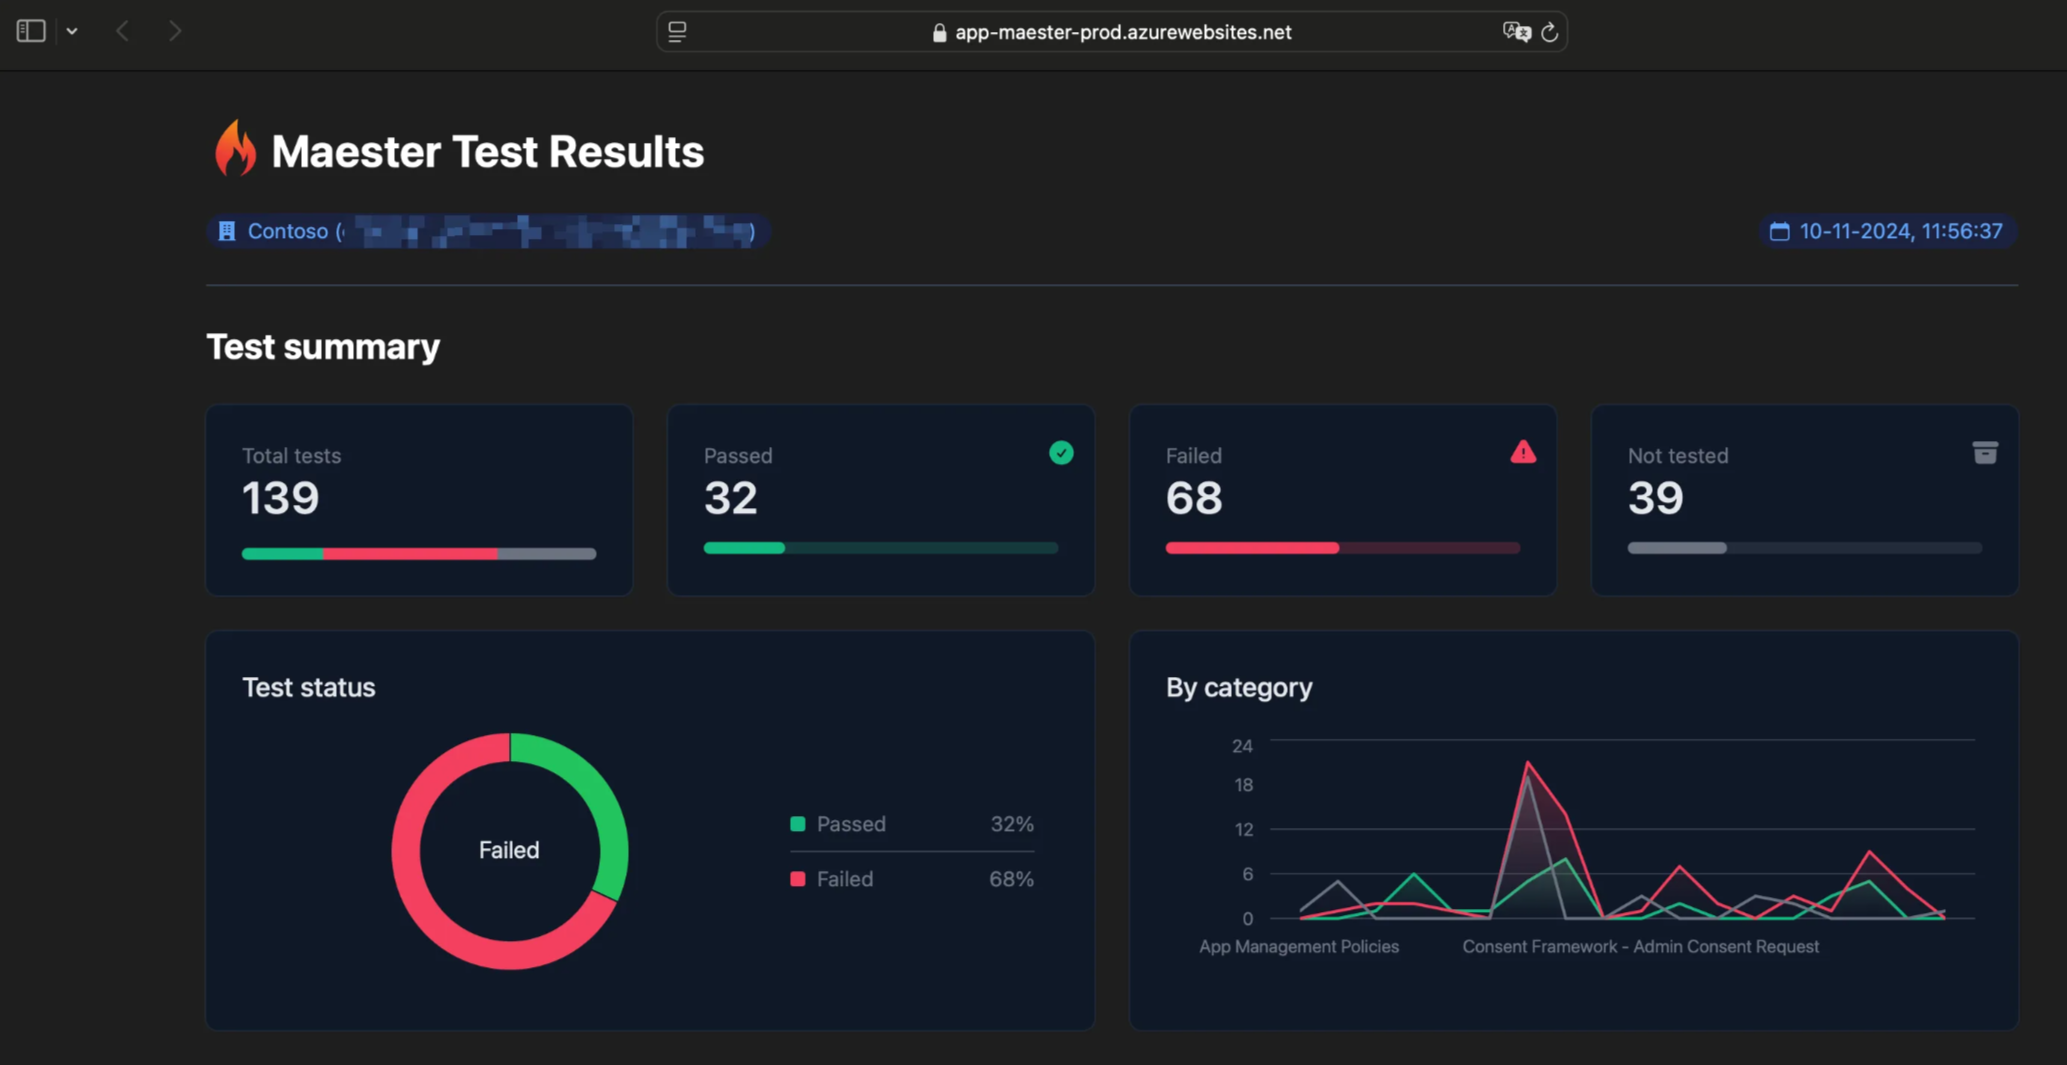 app-maester-prod.azurewebsites.net
Maester Test Results
Contoso (
)
10-11-2024, 11:56:37
Test summary
Total tests
139
Passed
32
Failed
68
Not tested
39
Test status
Failed
Passed 32%
Failed 68%
By category
24
18
12
6
0
App Management Policies
Consent Framework - Admin Consent Request